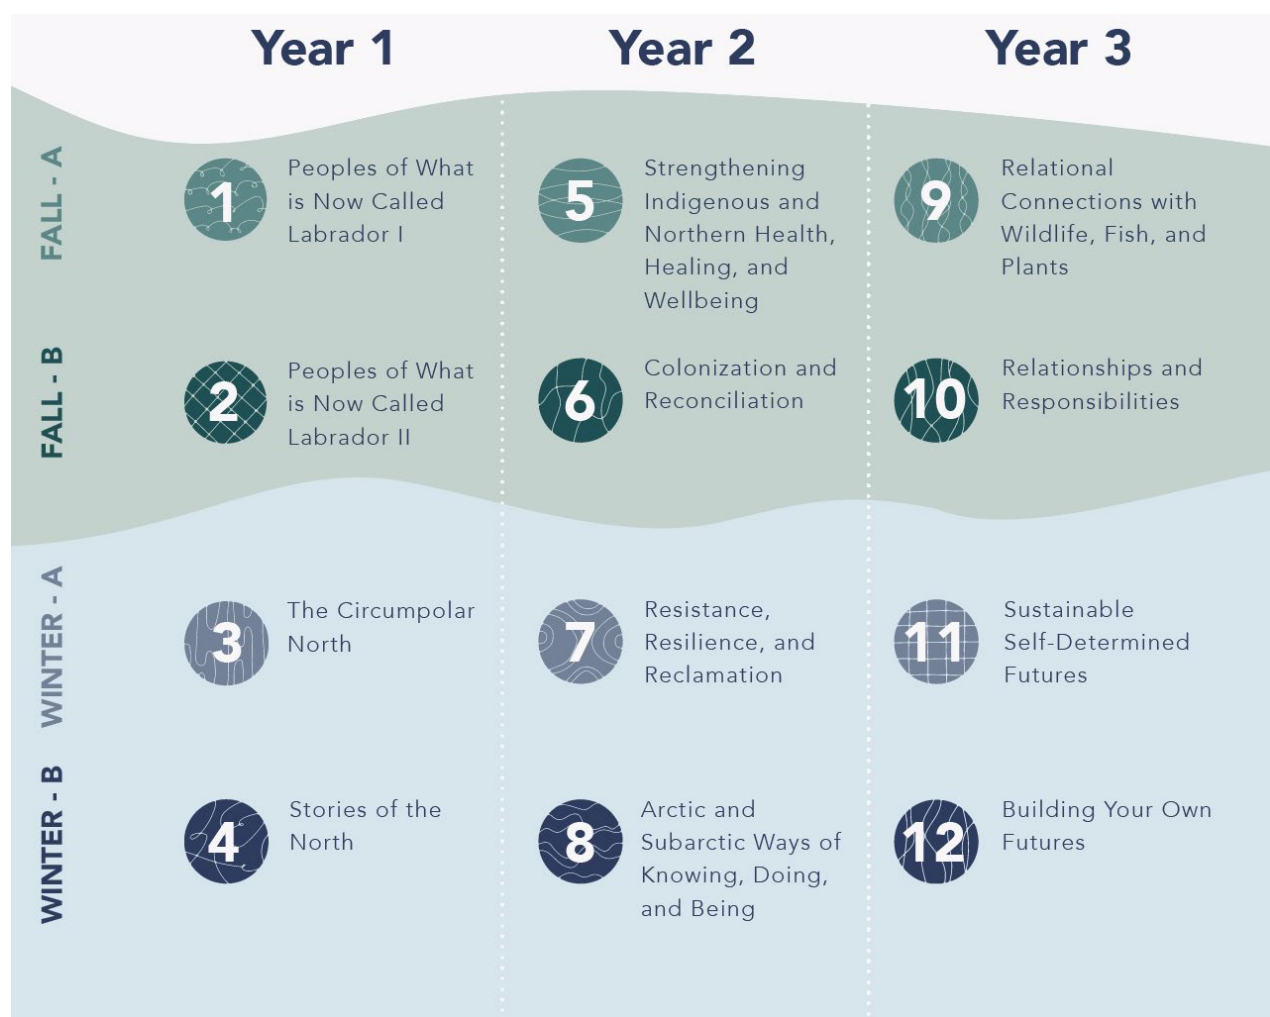 Year 1
Year 2
Year 3
FALL - A
1
Peoples of What
is Now Called
Labrador I
5
Strengthening
Indigenous and
Northern Health,
Healing, and
Wellbeing
9
Relational
Connections with
Wildlife, Fish, and
Plants
FALL - B
2
Peoples of What
is Now Called
Labrador II
6
Colonization and
Reconciliation
10
Relationships and
Responsibilities
WINTER - A
3
The Circumpolar
North
7
Resistance,
Resilience, and
Reclamation
11
Sustainable
Self-Determined
Futures
WINTER - B
4
Stories of the
North
8
Arctic and
Subarctic Ways of
Knowing, Doing,
and Being
12
Building Your Own
Futures